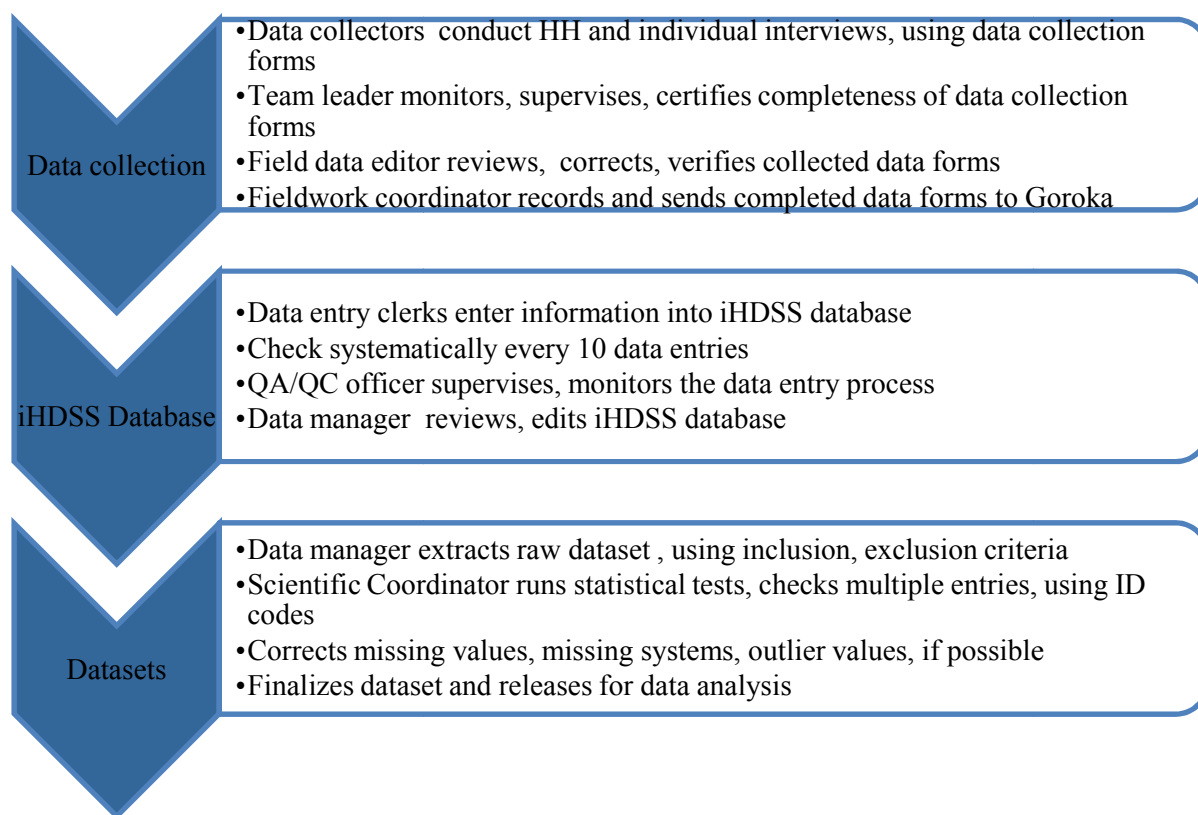 Data collection
•Data collectors conduct HH and individual interviews, using data collection
forms
•Team leader monitors, supervises, certifies completeness of data collection
forms
•Field data editor reviews, corrects, verifies collected data forms
•Fieldwork coordinator records and sends completed data forms to Goroka
iHDSS Database
•Data entry clerks enter information into iHDSS database
•Check systematically every 10 data entries
•QA/QC officer supervises, monitors the data entry process
•Data manager reviews, edits iHDSS database
Datasets
•Data manager extracts raw dataset , using inclusion, exclusion criteria
•Scientific Coordinator runs statistical tests, checks multiple entries, using ID
codes
•Corrects missing values, missing systems, outlier values, if possible
•Finalizes dataset and releases for data analysis